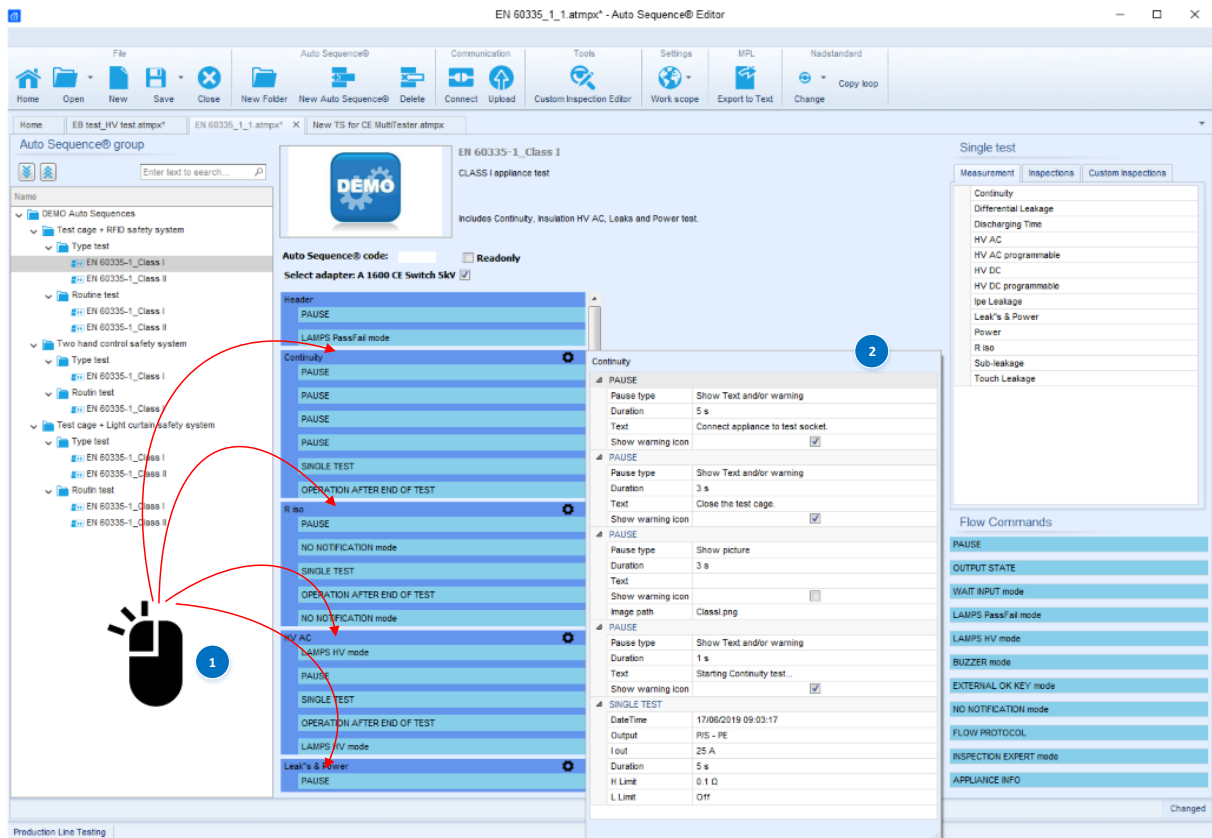 EN 60335_1_1.atmpx* - Auto Sequence® Editor
File
Auto Sequence®
Communication
Tools
Settings
MPL
Nadstandard
Home
Open
New
Save
Close
New Folder
New Auto Sequence®
Delete
Connect
Upload
Custom Inspection Editor
Work scope
Export to Text
Change
Copy loop
Home
EB test_HV test.atmpx*
EN 60335_1_1.atmpx*
New TS for CE MultiTester.atmpx
Auto Sequence® group
Enter text to search...
Name
DEMO Auto Sequences
Test cage + RFID safety system
Type test
EN 60335-1_Class I
EN 60335-1_Class II
Routine test
EN 60335-1_Class I
EN 60335-1_Class II
Two hand control safety system
Type test
EN 60335-1_Class I
Routin test
EN 60335-1_Class I
Test cage + Light curtain safety system
Type test
EN 60335-1_Class I
EN 60335-1_Class II
Routin test
EN 60335-1_Class I
EN 60335-1_Class II
1
DEMO
EN 60335-1_Class I
CLASS I appliance test
Includes Continuity, Insulation HV AC, Leaks and Power test.
Auto Sequence® code:
Readonly
Select adapter: A 1600 CE Switch 5kV
Header
PAUSE
LAMPS PassFail mode
Continuity
PAUSE
PAUSE
PAUSE
PAUSE
SINGLE TEST
OPERATION AFTER END OF TEST
R iso
PAUSE
NO NOTIFICATION mode
SINGLE TEST
OPERATION AFTER END OF TEST
NO NOTIFICATION mode
HV AC
LAMPS HV mode
PAUSE
SINGLE TEST
OPERATION AFTER END OF TEST
LAMPS HV mode
Leak"s & Power
PAUSE
2
Continuity
PAUSE
Pause type Show Text and/or warning
Duration 5 s
Text Connect appliance to test socket.
Show warning icon
PAUSE
Pause type Show Text and/or warning
Duration 3 s
Text Close the test cage.
Show warning icon
PAUSE
Pause type Show picture
Duration 3 s
Text
Show warning icon
Image path ClassI.png
PAUSE
Pause type Show Text and/or warning
Duration 1 s
Text Starting Continuity test...
Show warning icon
SINGLE TEST
DateTime 17/06/2019 09:03:17
Output P/S - PE
I out 25 A
Duration 5 s
H Limit 0.1 Ω
L Limit Off
Single test
Measurement
Inspections
Custom Inspections
Continuity
Differential Leakage
Discharging Time
HV AC
HV AC programmable
HV DC
HV DC programmable
Ipe Leakage
Leak"s & Power
Power
R iso
Sub-leakage
Touch Leakage
Flow Commands
PAUSE
OUTPUT STATE
WAIT INPUT mode
LAMPS PassFail mode
LAMPS HV mode
BUZZER mode
EXTERNAL OK KEY mode
NO NOTIFICATION mode
FLOW PROTOCOL
INSPECTION EXPERT mode
APPLIANCE INFO
Changed
Production Line Testing